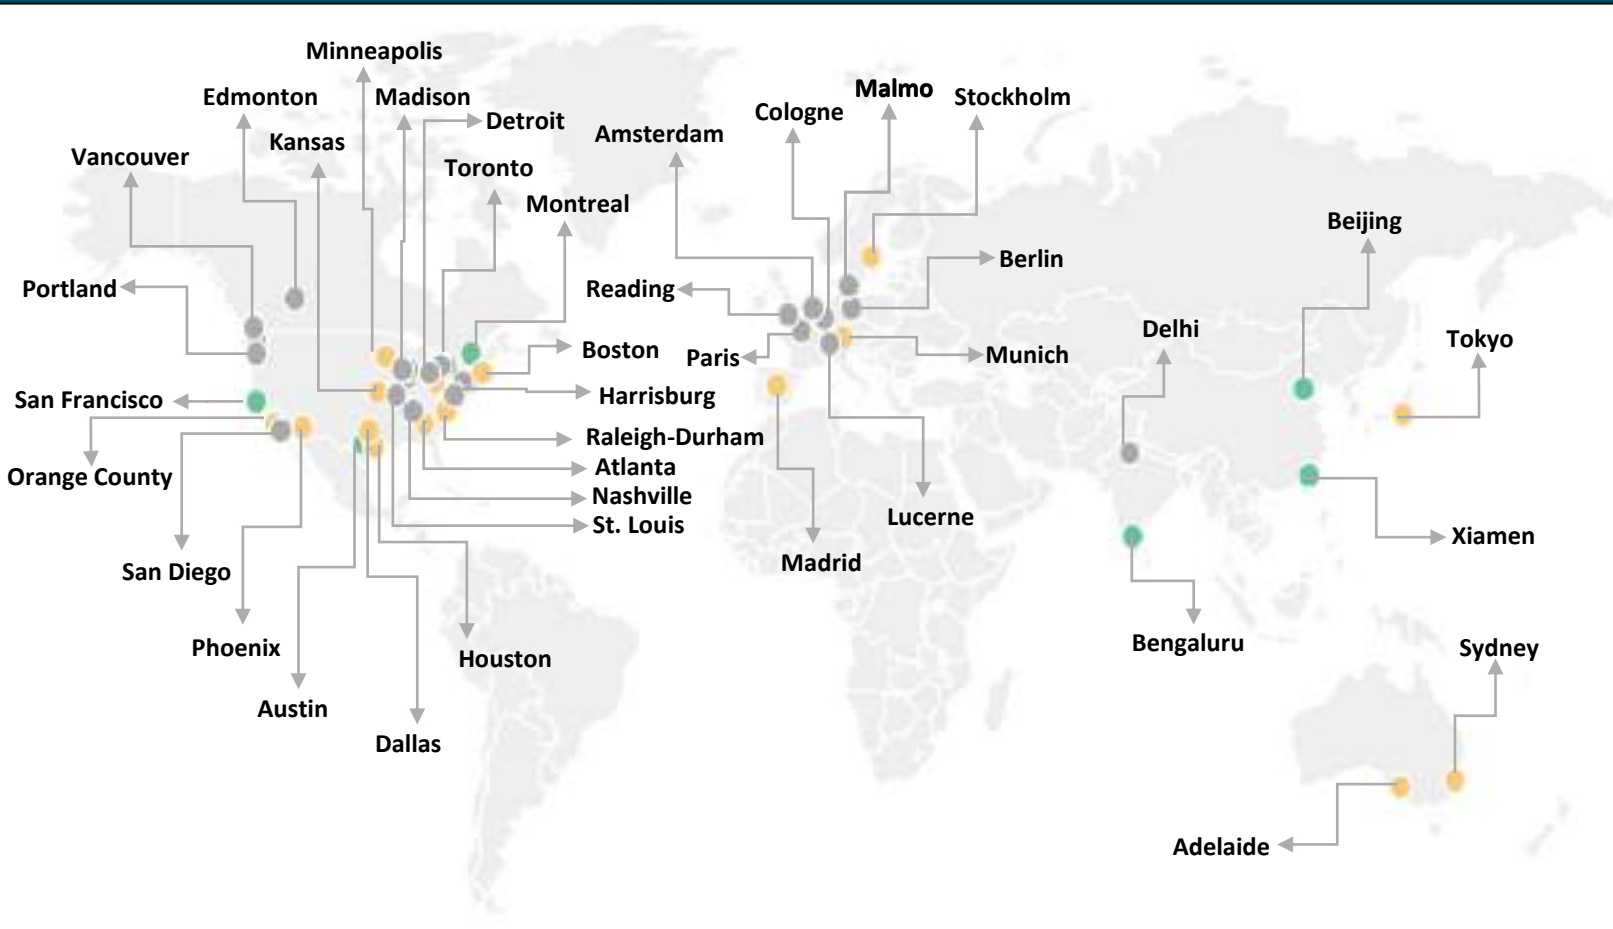 Minneapolis
Edmonton
Madison
Detroit
Kansas
Vancouver
Toronto
Montreal
Portland
San Francisco
Orange County
San Diego
Phoenix
Austin
Dallas
Houston
Boston
Harrisburg
Raleigh-Durham
Atlanta
Nashville
St. Louis
Amsterdam
Cologne
Malmo
Stockholm
Reading
Berlin
Paris
Munich
Lucerne
Madrid
Beijing
Delhi
Tokyo
Xiamen
Bengaluru
Sydney
Adelaide